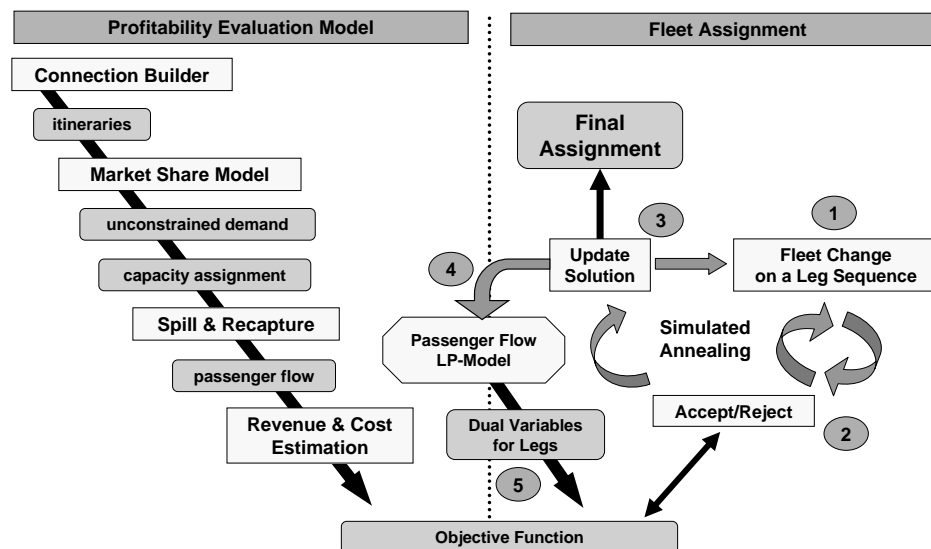 Profitability Evaluation Model
Fleet Assignment
Connection Builder
itineraries
Market Share Model
unconstrained demand
capacity assignment
Spill & Recapture
passenger flow
Revenue & Cost
Estimation
Final
Assignment
3
1
Update
Solution
Fleet Change
on a Leg Sequence
4
Passenger Flow
LP-Model
Simulated
Annealing
Accept/Reject
2
Dual Variables
for Legs
5
Objective Function